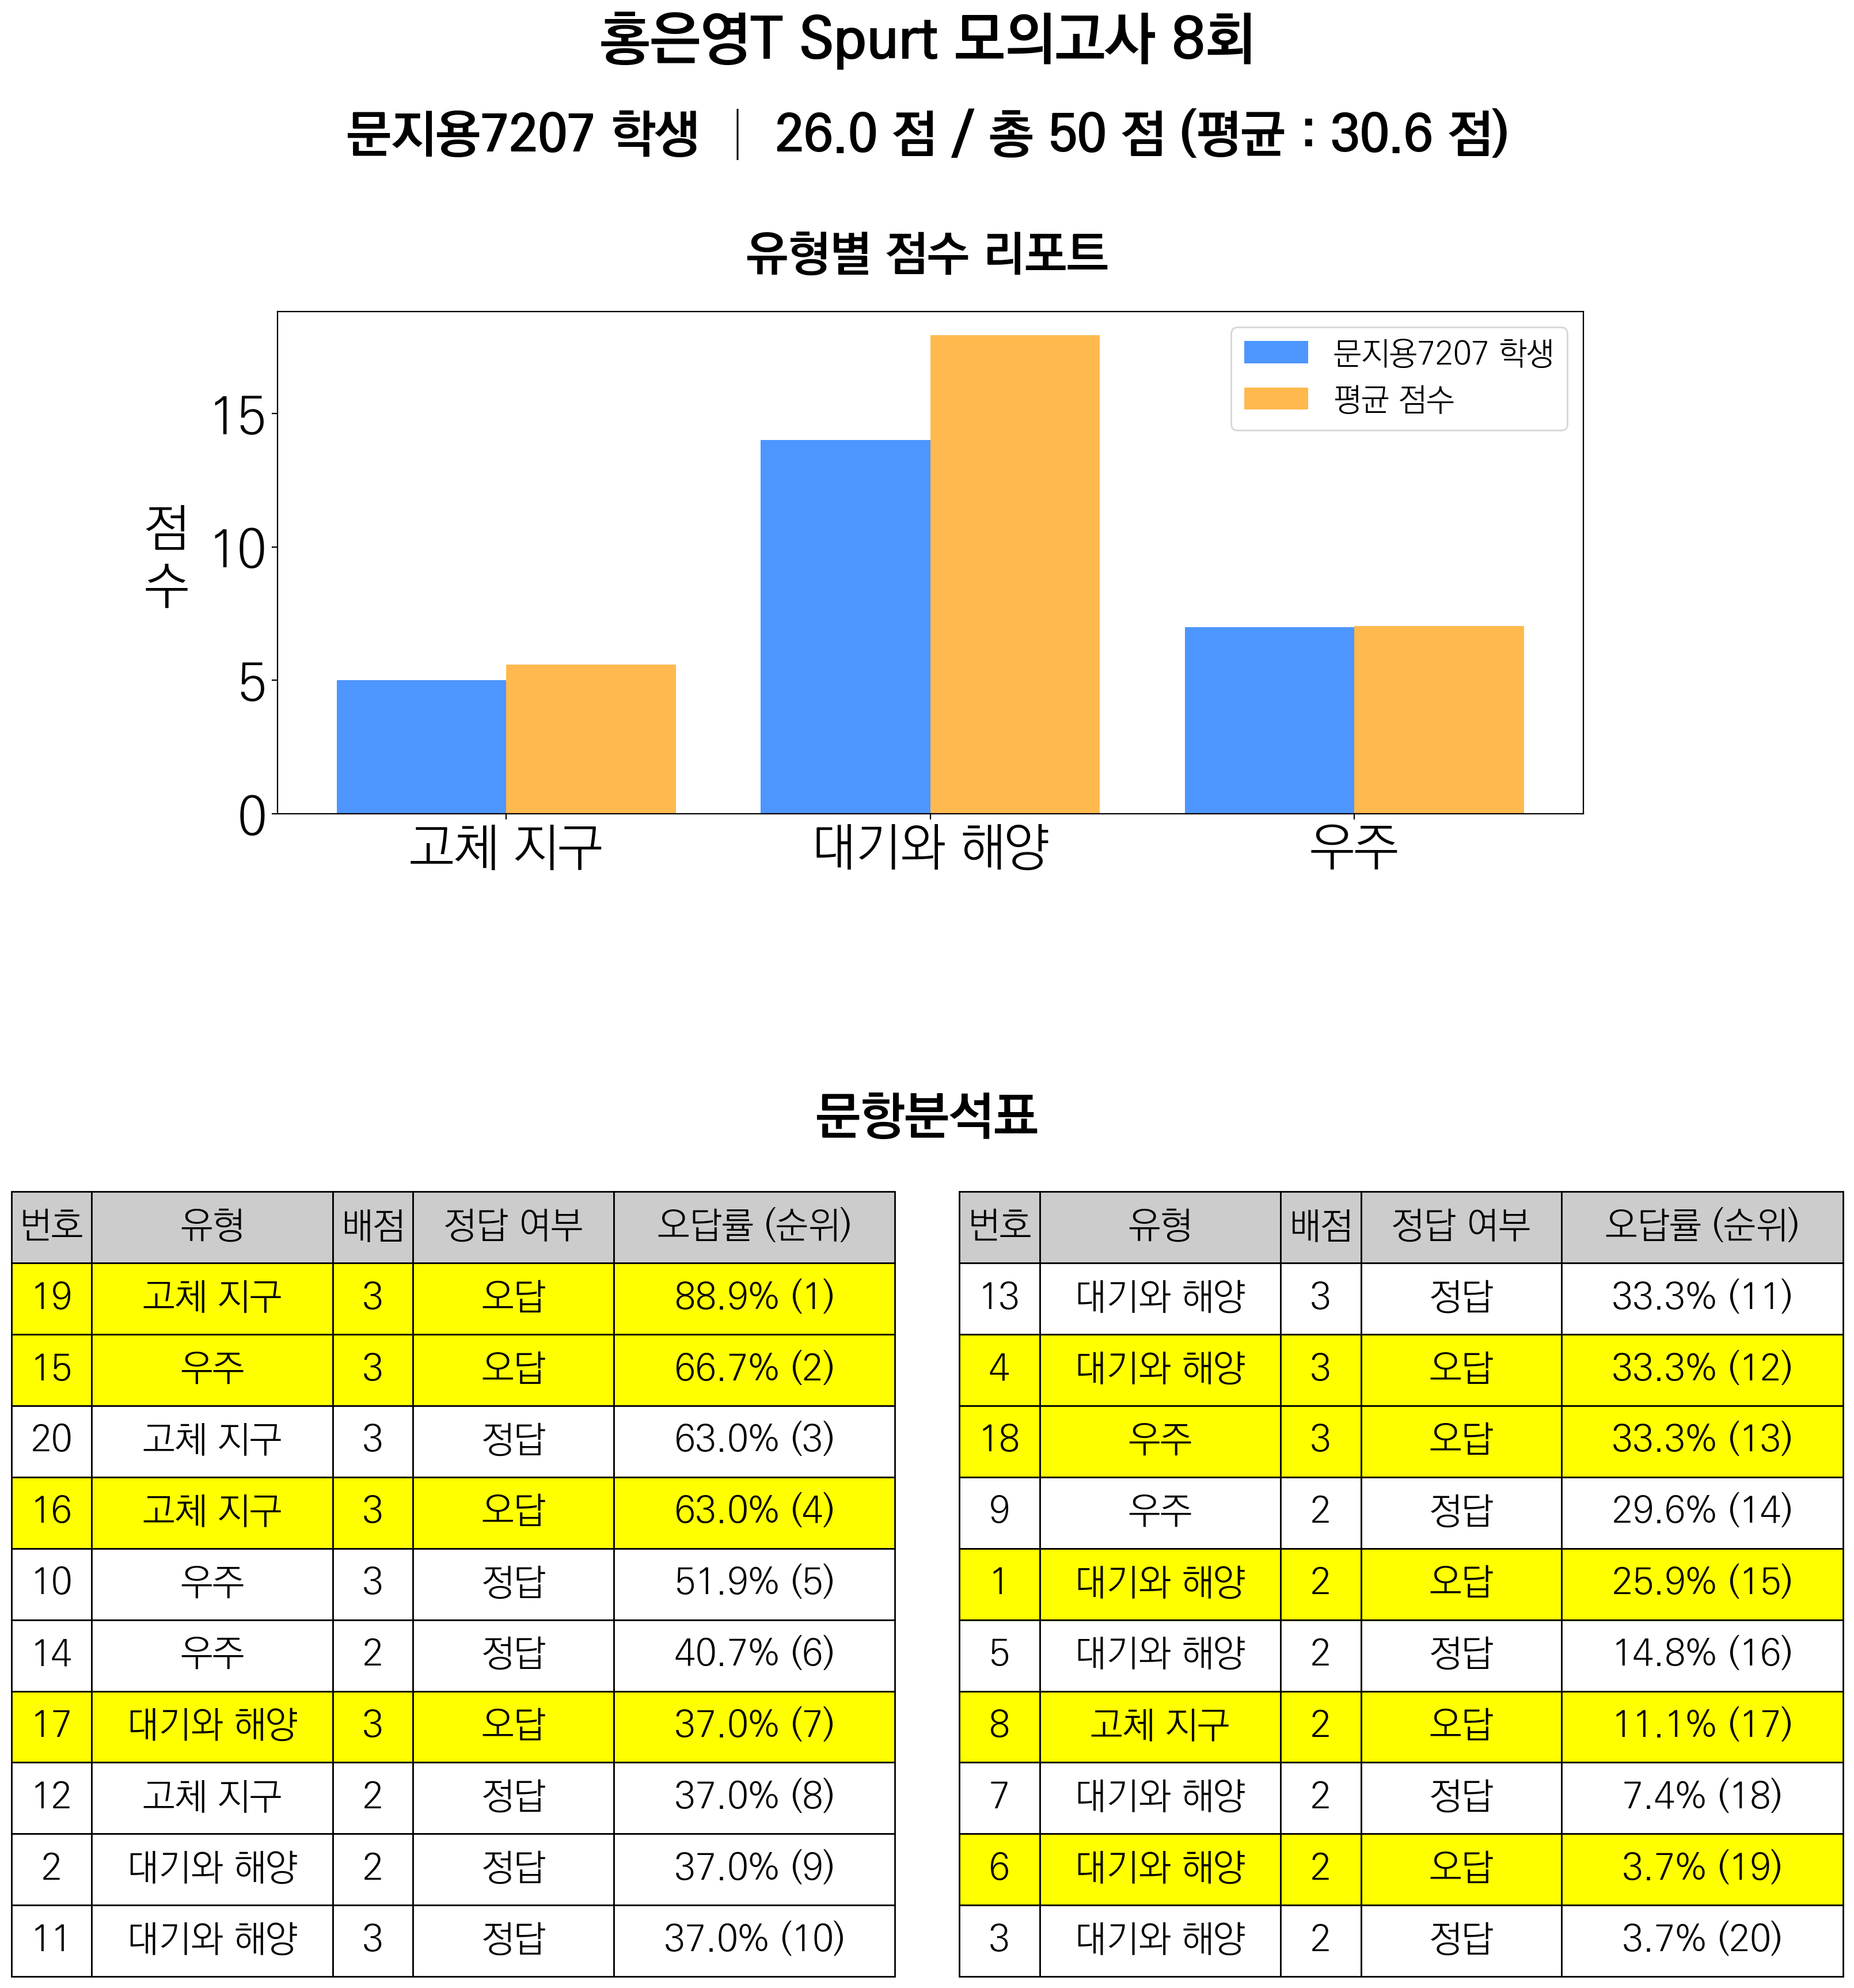 홍은영T Spurt 모의고사 8회
문지용7207 학생 | 26.0 점 / 총 50 점 (평균 : 30.6 점)
유형별 점수 리포트
문지용7207 학생
평균 점수
점
수
15
10
5
0
고체 지구 대기와 해양 우주
문항분석표
번호 유형 배점 정답 여부 오답률 (순위)
19 고체 지구 3 오답 88.9% (1)
15 우주 3 오답 66.7% (2)
20 고체 지구 3 정답 63.0% (3)
16 고체 지구 3 오답 63.0% (4)
10 우주 3 정답 51.9% (5)
14 우주 2 정답 40.7% (6)
17 대기와 해양 3 오답 37.0% (7)
12 고체 지구 2 정답 37.0% (8)
2 대기와 해양 2 정답 37.0% (9)
11 대기와 해양 3 정답 37.0% (10)
번호 유형 배점 정답 여부 오답률 (순위)
13 대기와 해양 3 정답 33.3% (11)
4 대기와 해양 3 오답 33.3% (12)
18 우주 3 오답 33.3% (13)
9 우주 2 정답 29.6% (14)
1 대기와 해양 2 오답 25.9% (15)
5 대기와 해양 2 정답 14.8% (16)
8 고체 지구 2 오답 11.1% (17)
7 대기와 해양 2 정답 7.4% (18)
6 대기와 해양 2 오답 3.7% (19)
3 대기와 해양 2 정답 3.7% (20)